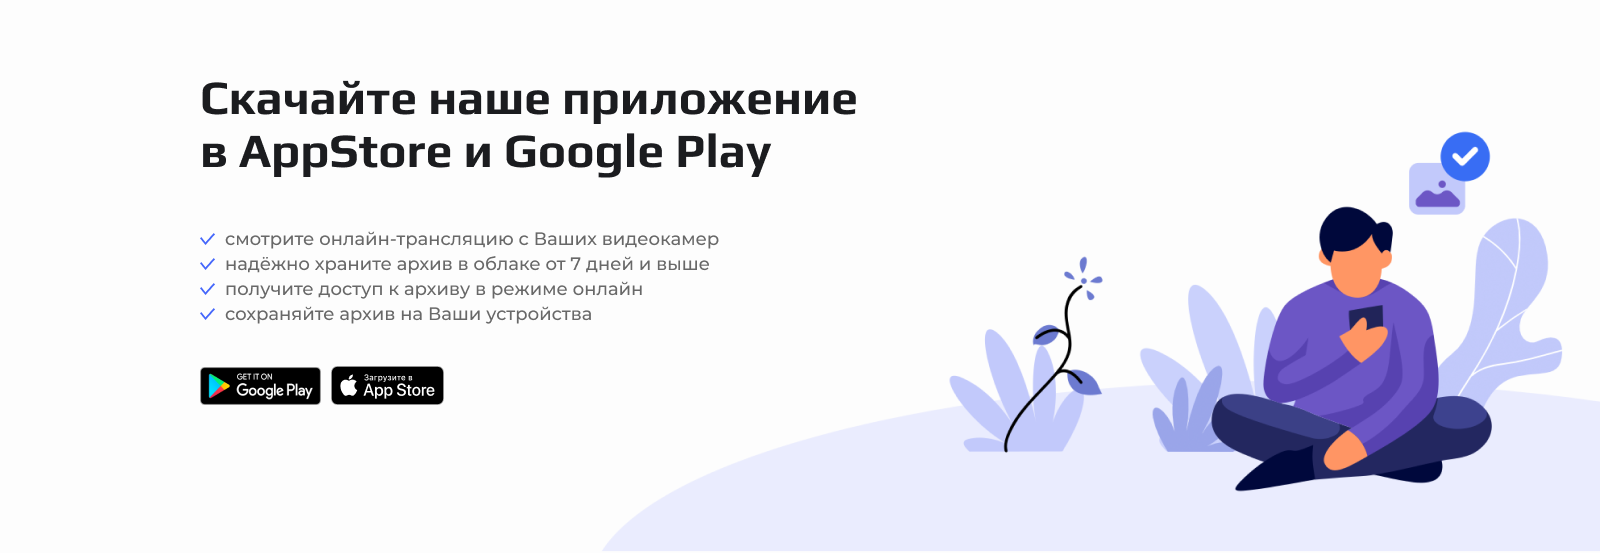 Скачайте наше приложение
в AppStore и Google Play
смотрите онлайн-трансляцию с Ваших видеокамер
надёжно храните архив в облаке от 7 дней и выше
получите доступ к архиву в режиме онлайн
сохраняйте архив на Ваши устройства
GET IT ON
Google Play
Загрузите в
App Store